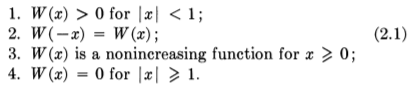 1. W(x) > 0 for |x| < 1;
2. W(−x) = W(x); (2.1)
3. W(x) is a nonincreasing function for x ⩾ 0;
4. W(x) = 0 for |x| ⩾ 1.